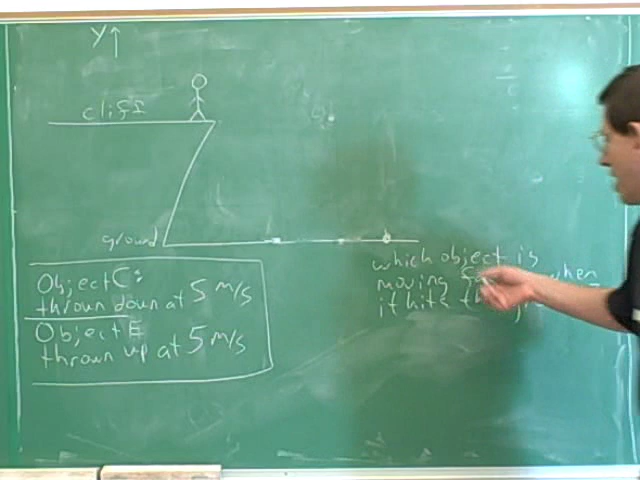 Y↑
cliff
ground
Object C:
thrown down at 5 m/s
Object E
thrown up at 5 m/s
which object is
moving when
it hits